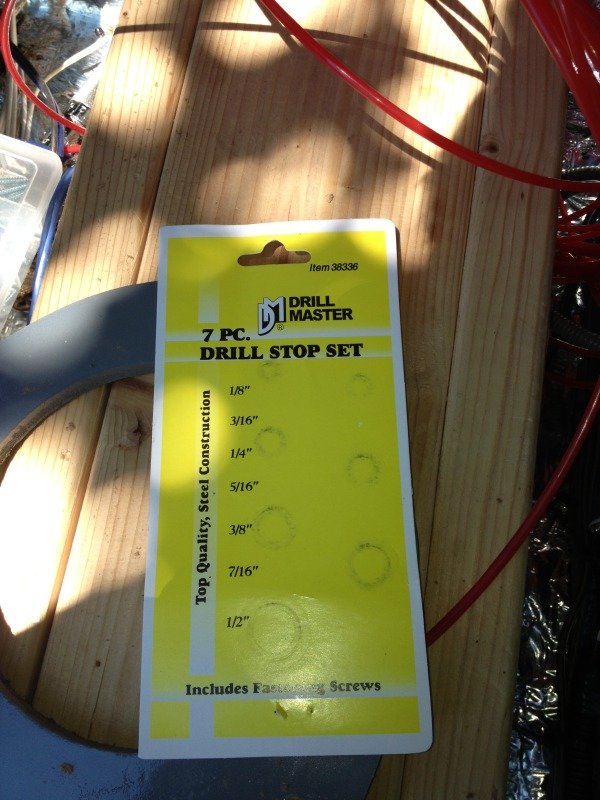 Item 38336
DM® DRILL
MASTER
7 PC.
DRILL STOP SET
Top Quality, Steel Construction
1/8"
3/16"
1/4"
5/16"
3/8"
7/16"
1/2"
Includes Fastening Screws